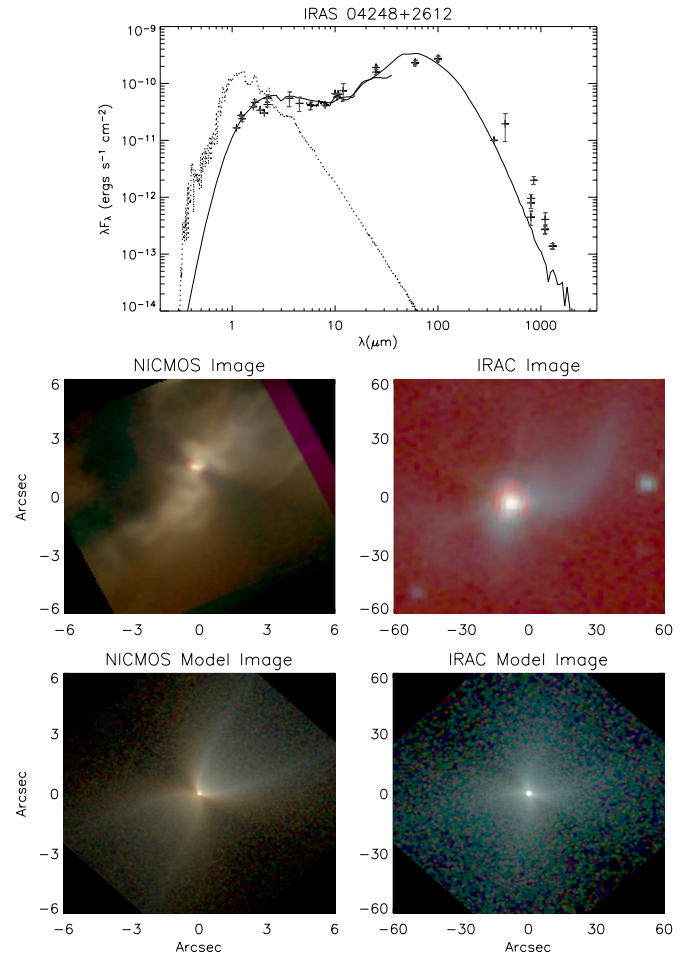 IRAS 04248+2612
10⁻⁹
10⁻¹⁰
10⁻¹¹
10⁻¹²
10⁻¹³
10⁻¹⁴
λFλ (ergs s⁻¹ cm⁻²)
1 10 100 1000
λ(μm)
NICMOS Image IRAC Image
6 3 0 −3 −6
Arcsec
−6 −3 0 3 6
60 30 0 −30 −60
−60 −30 0 30 60
NICMOS Model Image IRAC Model Image
6 3 0 −3 −6
Arcsec
−6 −3 0 3 6
Arcsec
60 30 0 −30 −60
−60 −30 0 30 60
Arcsec